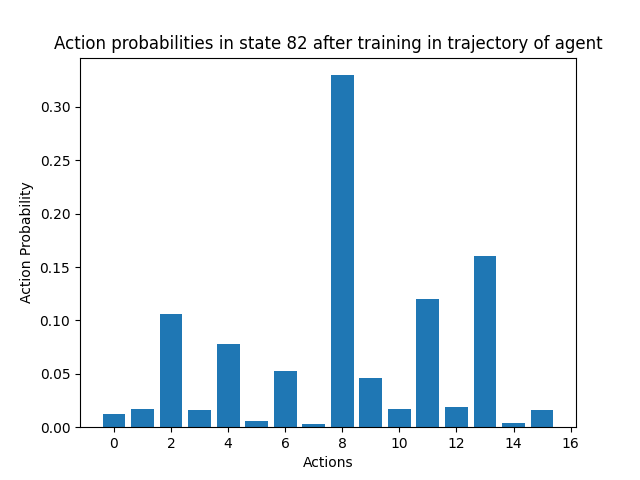 Action probabilities in state 82 after training in trajectory of agent
0.30
0.25
0.20
0.15
0.10
0.05
0.00
Action Probability
0 2 4 6 8 10 12 14 16
Actions